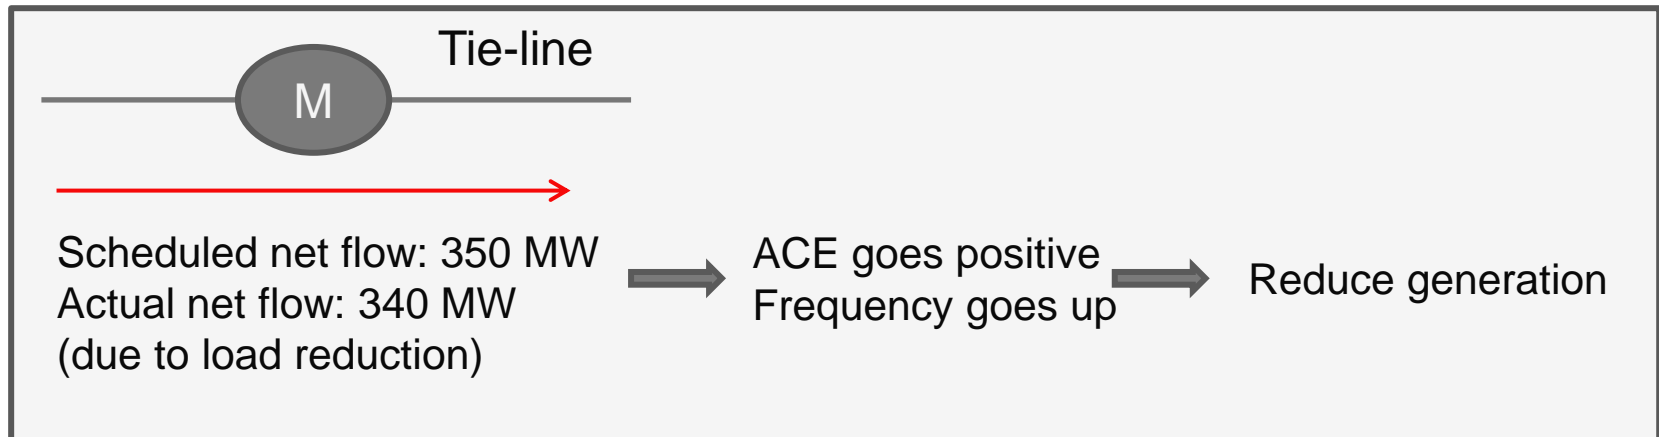 Tie-line
M
Scheduled net flow: 350 MW
Actual net flow: 340 MW
(due to load reduction)
ACE goes positive
Frequency goes up
Reduce generation